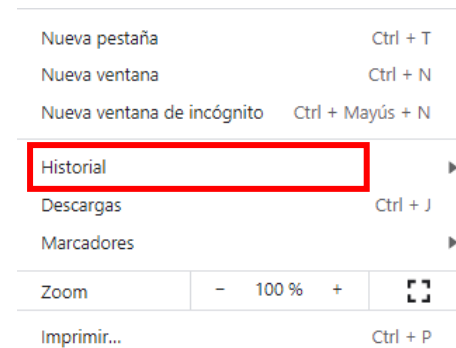 Nueva pestaña Ctrl + T
Nueva ventana Ctrl + N
Nueva ventana de incógnito Ctrl + Mayús + N
Historial
Descargas Ctrl + J
Marcadores
Zoom - 100 % +
Imprimir... Ctrl + P